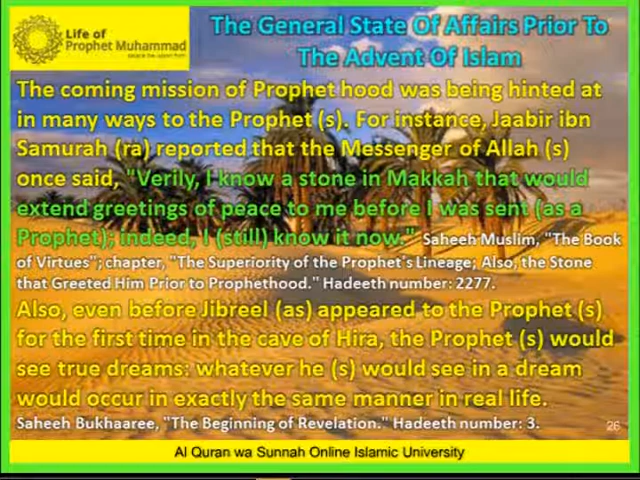 Life of
Prophet Muhammad
The General State Of Affairs Prior To
The Advent Of Islam
The coming mission of Prophet hood was being hinted at
in many ways to the Prophet (s). For instance, Jaabir ibn
Samurah (ra) reported that the Messenger of Allah (s)
once said, "Verily, I know a stone in Makkah that would
extend greetings of peace to me before I was sent (as a
Prophet); indeed, I (still) know it now." Saheeh Muslim, "The Book
of Virtues"; chapter, "The Superiority of the Prophet's Lineage; Also, the Stone
that Greeted Him Prior to Prophethood." Hadeeth number: 2277.
Also, even before Jibreel (as) appeared to the Prophet (s)
for the first time in the cave of Hira, the Prophet (s) would
see true dreams: whatever he (s) would see in a dream
would occur in exactly the same manner in real life.
Saheeh Bukhaaree, "The Beginning of Revelation." Hadeeth number: 3.
26
Al Quran wa Sunnah Online Islamic University